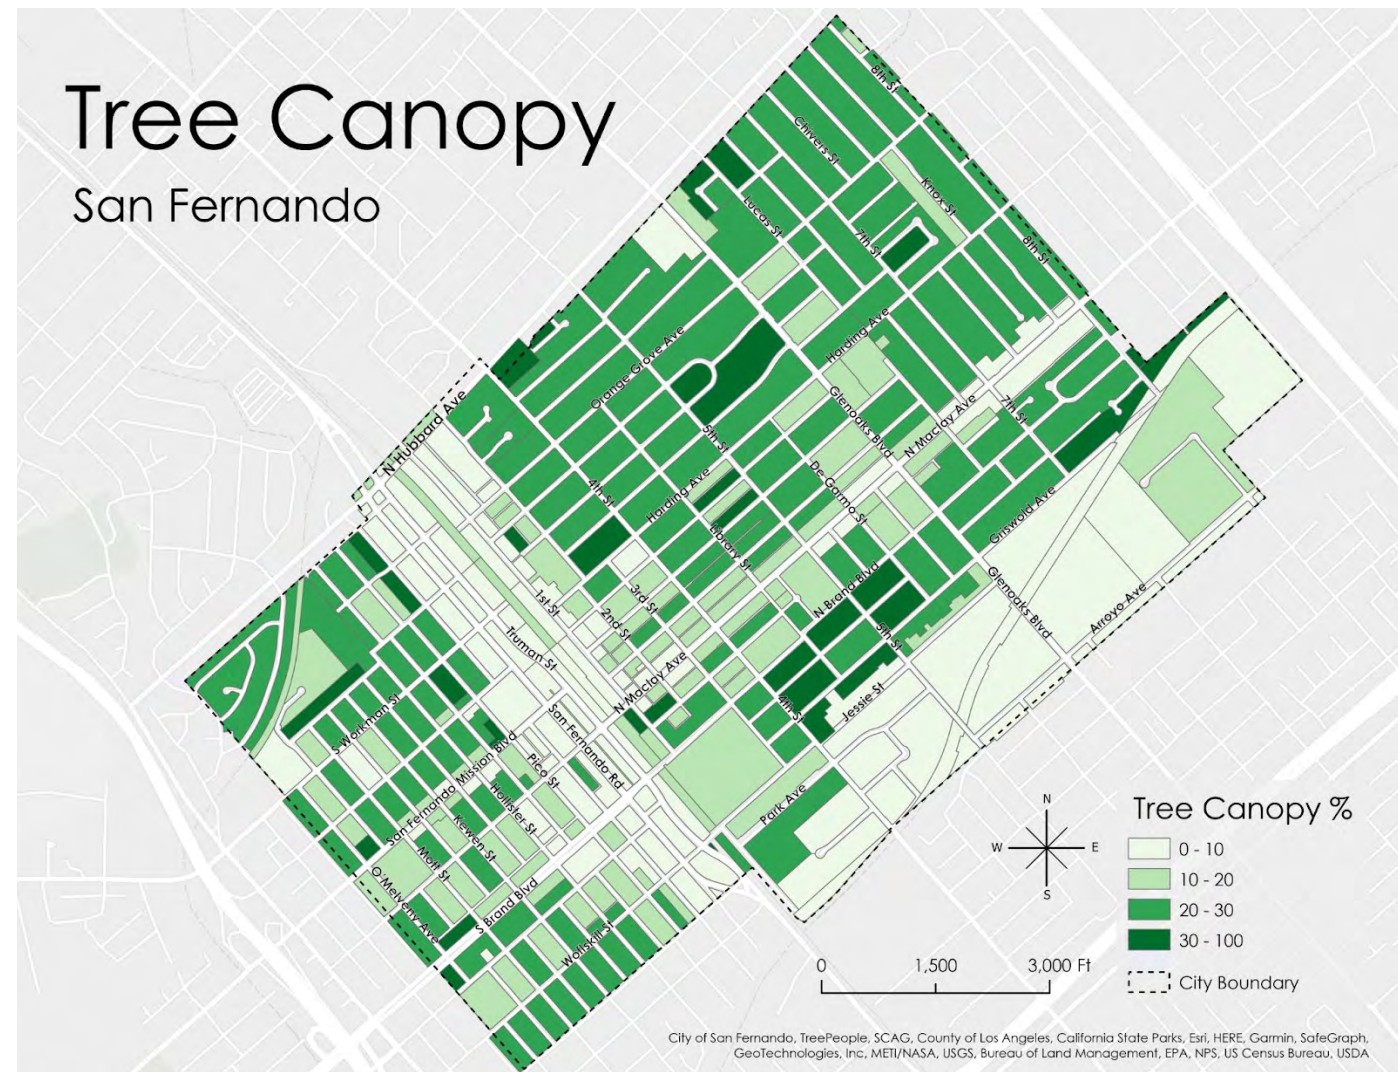 Tree Canopy
San Fernando
8th St
Chivers St
Knox St
Lucas St
7th St
8th St
Orange Grove Ave
Harding Ave
N Hubbard Ave
Glenoaks Blvd
N Maclay Ave
7th St
5th St
4th St
Harding Ave
De Garmo St
Library St
Griswold Ave
Glenoaks Blvd
Arroyo Ave
3rd St
1st St
2nd St
N Brand Blvd
5th St
Truman St
N Maclay Ave
4th St
Jessie St
S Workman St
San Fernando Rd
San Fernando Mission Blvd
Pico St
Hollister St
Park Ave
Kewen St
Mott St
O'Melveny Ave
S Brand Blvd
Wolfskill St
N
W
E
S
Tree Canopy %
0 - 10
10 - 20
20 - 30
30 - 100
City Boundary
0 1,500 3,000 Ft
City of San Fernando, TreePeople, SCAG, County of Los Angeles, California State Parks, Esri, HERE, Garmin, SafeGraph,
GeoTechnologies, Inc, METI/NASA, USGS, Bureau of Land Management, EPA, NPS, US Census Bureau, USDA